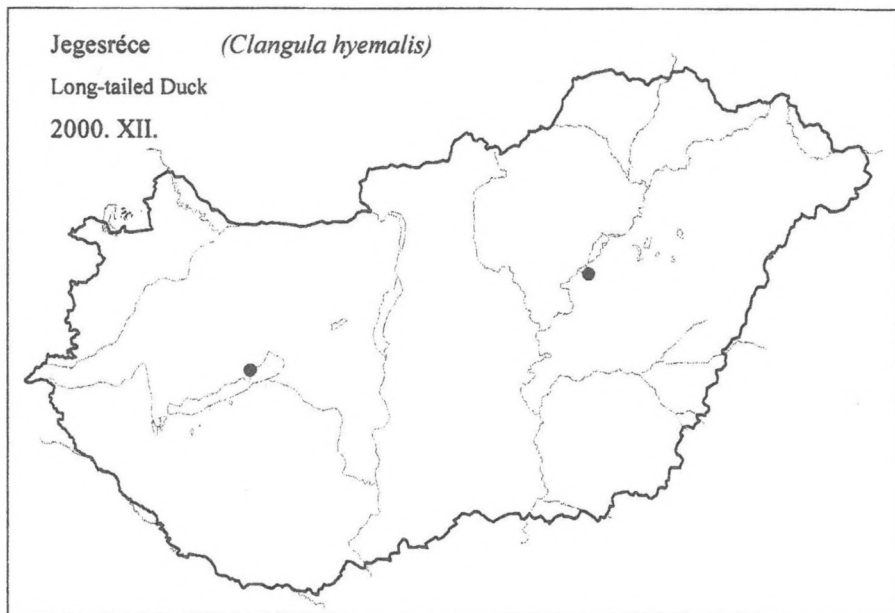 Jegesréce (Clangula hyemalis)
Long-tailed Duck
2000. XII.